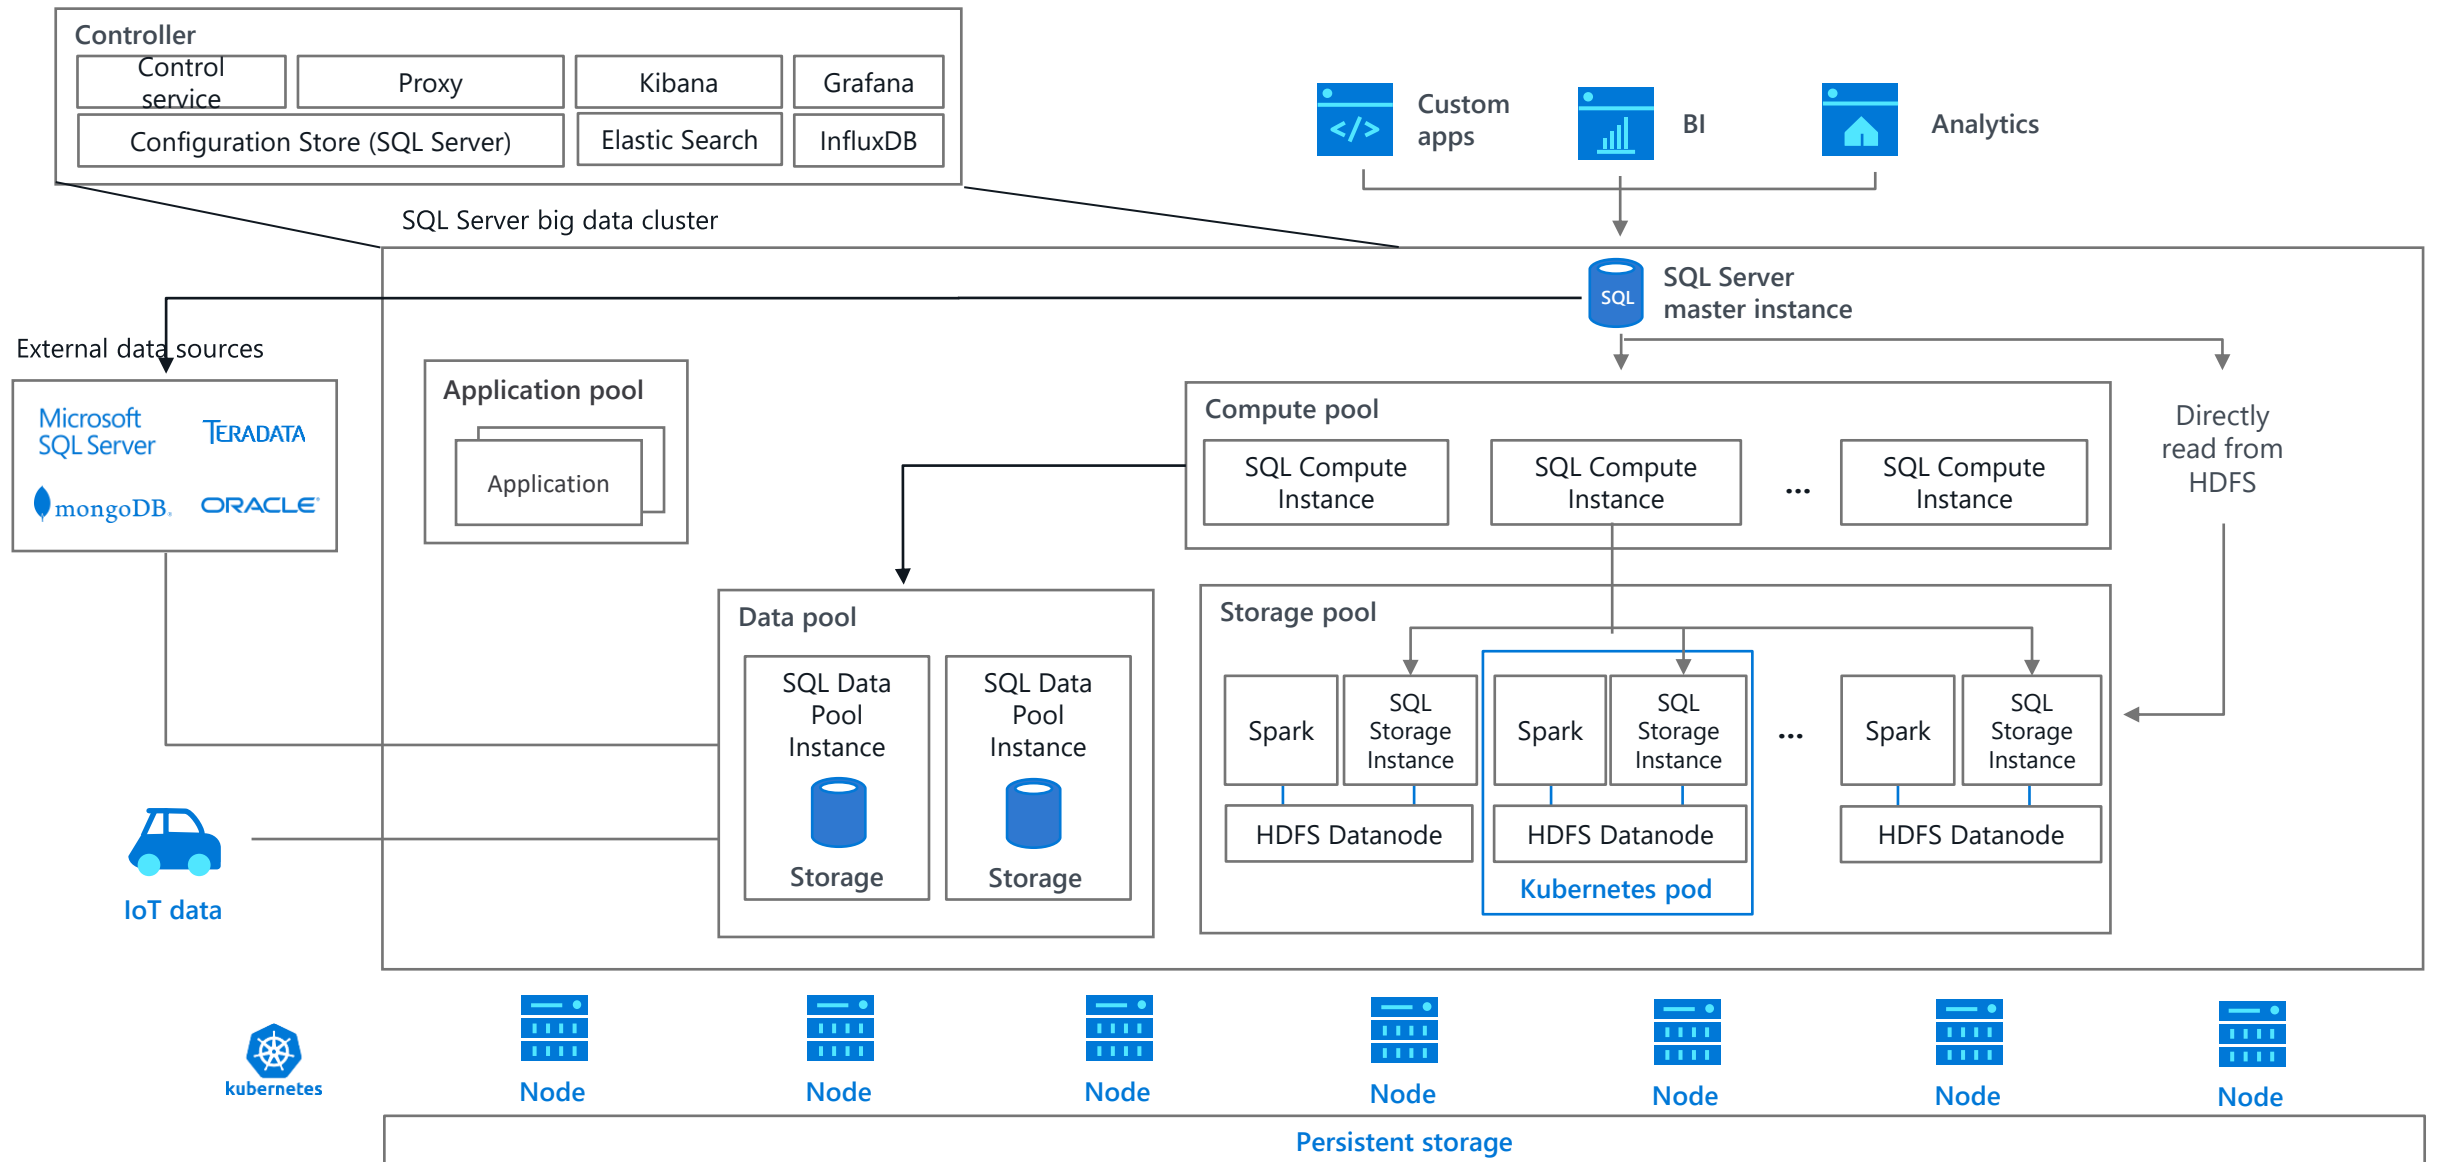 Controller
Control
service
Proxy
Kibana
Grafana
Configuration Store (SQL Server)
Elastic Search
InfluxDB
Custom
apps
BI
Analytics
SQL Server big data cluster
SQL
SQL Server
master instance
External data sources
Microsoft
SQL Server
TERADATA
mongoDB®
ORACLE®
Application pool
Application
Compute pool
SQL Compute
Instance
SQL Compute
Instance
...
SQL Compute
Instance
Directly
read from
HDFS
Data pool
SQL Data
Pool
Instance
Storage
SQL Data
Pool
Instance
Storage
Storage pool
Spark
SQL
Storage
Instance
HDFS Datanode
Spark
SQL
Storage
Instance
HDFS Datanode
Kubernetes pod
...
Spark
SQL
Storage
Instance
HDFS Datanode
IoT data
kubernetes
Node
Node
Node
Node
Node
Node
Node
Persistent storage